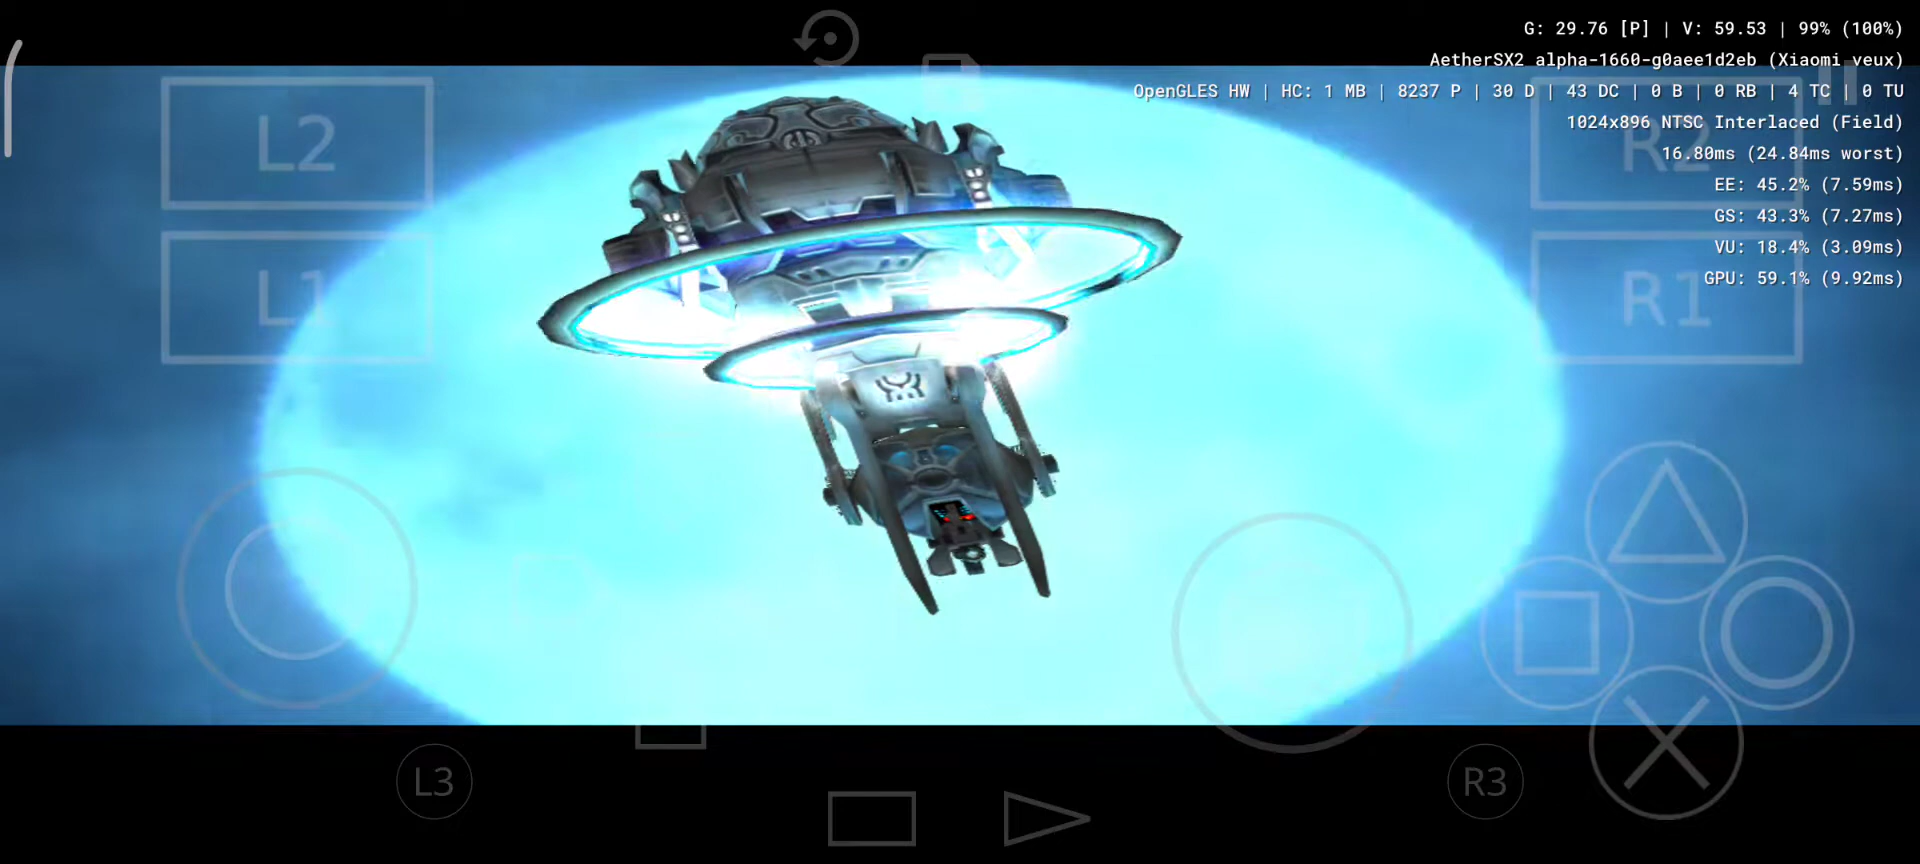 G: 29.76 [P] | V: 59.53 | 99% (100%)
AetherSX2 alpha-1660-g0aee1d2eb (Xiaomi veux)
OpenGLES HW | HC: 1 MB | 8237 P | 30 D | 43 DC | 0 B | 0 RB | 4 TC | 0 TU
1024x896 NTSC Interlaced (Field)
16.80ms (24.84ms worst)
EE: 45.2% (7.59ms)
GS: 43.3% (7.27ms)
VU: 18.4% (3.09ms)
GPU: 59.1% (9.92ms)
L2
R2
L1
R1
L3
R3